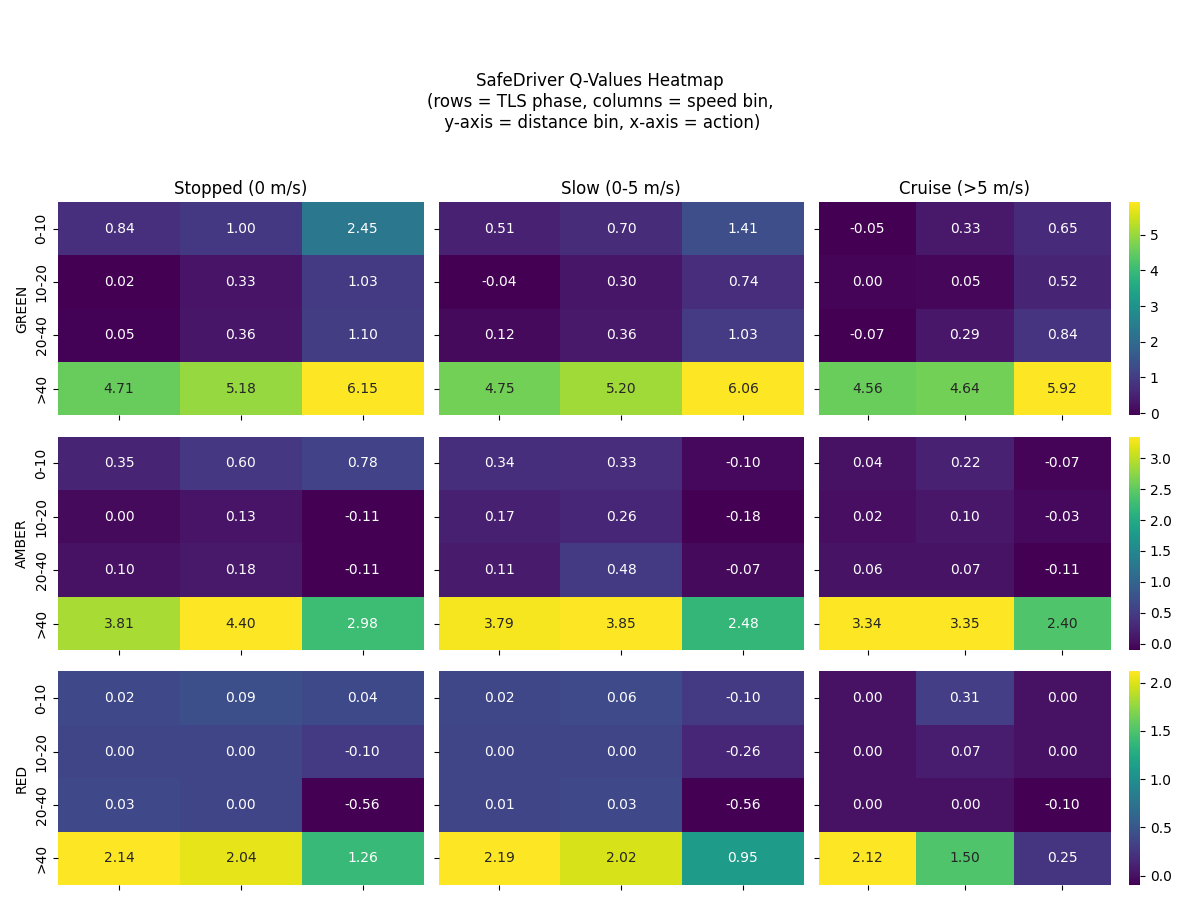 SafeDriver Q-Values Heatmap
(rows = TLS phase, columns = speed bin,
y-axis = distance bin, x-axis = action)
Stopped (0 m/s) Slow (0-5 m/s) Cruise (>5 m/s)
GREEN
0-10 0.84 1.00 2.45 0.51 0.70 1.41 -0.05 0.33 0.65
10-20 0.02 0.33 1.03 -0.04 0.30 0.74 0.00 0.05 0.52
20-40 0.05 0.36 1.10 0.12 0.36 1.03 -0.07 0.29 0.84
>40 4.71 5.18 6.15 4.75 5.20 6.06 4.56 4.64 5.92
5
4
3
2
1
0
AMBER
0-10 0.35 0.60 0.78 0.34 0.33 -0.10 0.04 0.22 -0.07
10-20 0.00 0.13 -0.11 0.17 0.26 -0.18 0.02 0.10 -0.03
20-40 0.10 0.18 -0.11 0.11 0.48 -0.07 0.06 0.07 -0.11
>40 3.81 4.40 2.98 3.79 3.85 2.48 3.34 3.35 2.40
3.0
2.5
2.0
1.5
1.0
0.5
0.0
RED
0-10 0.02 0.09 0.04 0.02 0.06 -0.10 0.00 0.31 0.00
10-20 0.00 0.00 -0.10 0.00 0.00 -0.26 0.00 0.07 0.00
20-40 0.03 0.00 -0.56 0.01 0.03 -0.56 0.00 0.00 -0.10
>40 2.14 2.04 1.26 2.19 2.02 0.95 2.12 1.50 0.25
2.0
1.5
1.0
0.5
0.0